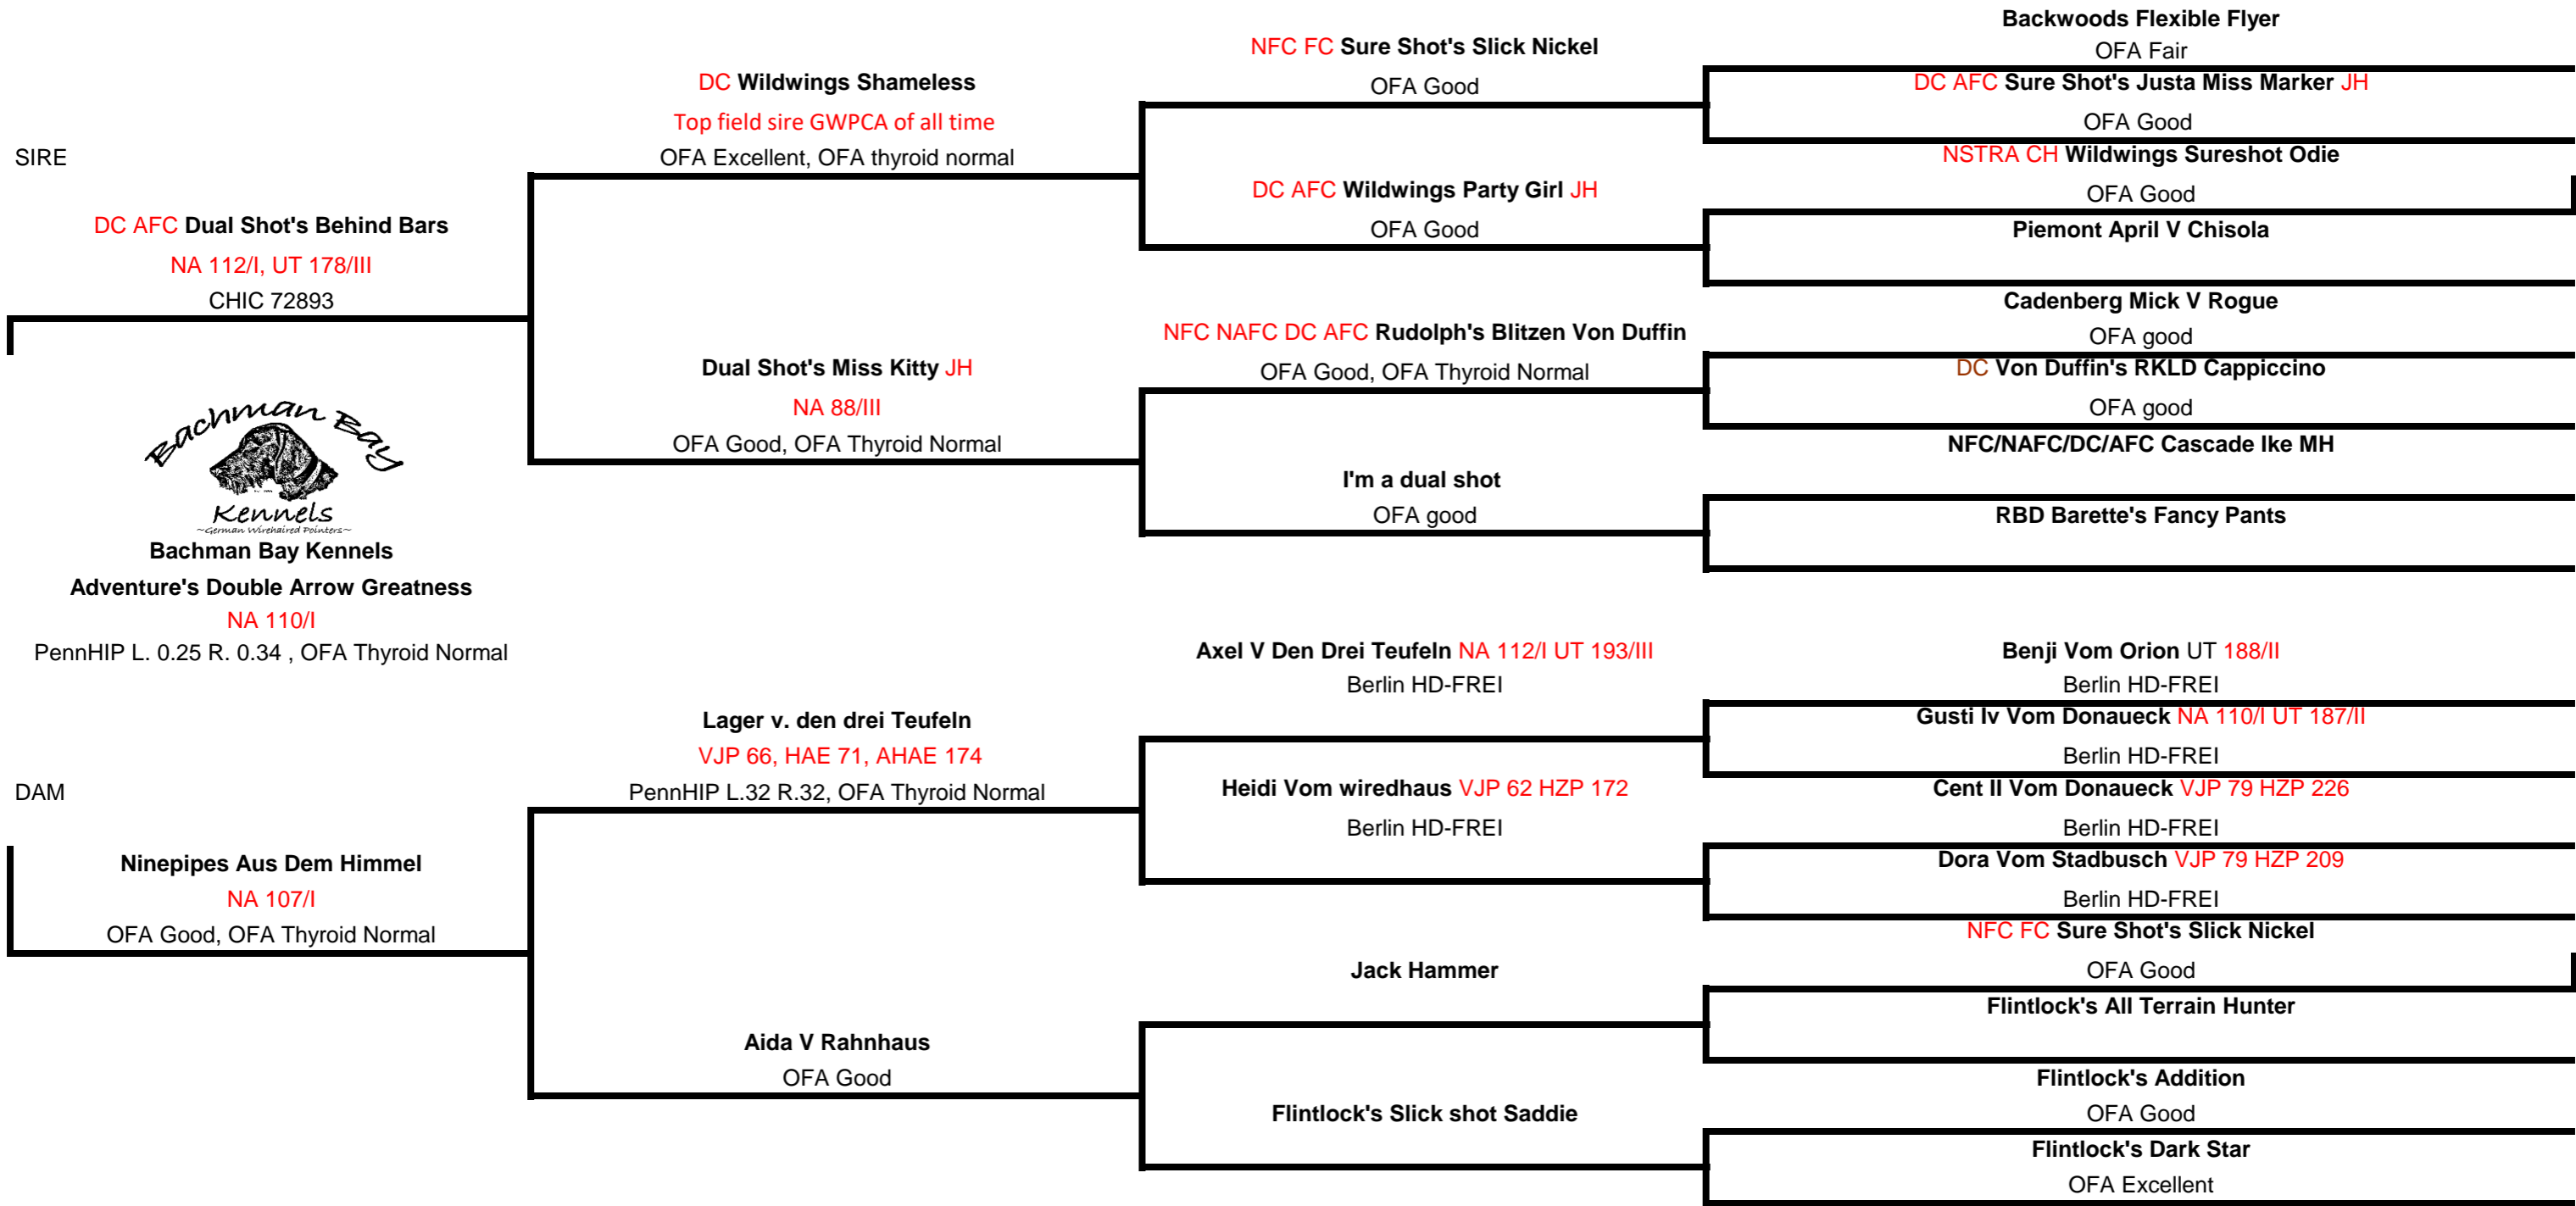 SIRE
DC AFC Dual Shot's Behind Bars
NA 112/I, UT 178/III
CHIC 72893
Bachman Bay
Kennels
~German Wirehaired Pointers~
Bachman Bay Kennels
Adventure's Double Arrow Greatness
NA 110/I
PennHIP L. 0.25 R. 0.34 , OFA Thyroid Normal
DAM
Ninepipes Aus Dem Himmel
NA 107/I
OFA Good, OFA Thyroid Normal
DC Wildwings Shameless
Top field sire GWPCA of all time
OFA Excellent, OFA thyroid normal
Dual Shot's Miss Kitty JH
NA 88/III
OFA Good, OFA Thyroid Normal
Lager v. den drei Teufeln
VJP 66, HAE 71, AHAE 174
PennHIP L.32 R.32, OFA Thyroid Normal
Aida V Rahnhaus
OFA Good
NFC FC Sure Shot's Slick Nickel
OFA Good
DC AFC Wildwings Party Girl JH
OFA Good
NFC NAFC DC AFC Rudolph's Blitzen Von Duffin
OFA Good, OFA Thyroid Normal
I'm a dual shot
OFA good
Axel V Den Drei Teufeln NA 112/I UT 193/III
Berlin HD-FREI
Heidi Vom wiredhaus VJP 62 HZP 172
Berlin HD-FREI
Jack Hammer
Flintlock's Slick shot Saddie
Backwoods Flexible Flyer
OFA Fair
DC AFC Sure Shot's Justa Miss Marker JH
OFA Good
NSTRA CH Wildwings Sureshot Odie
OFA Good
Piemont April V Chisola
Cadenberg Mick V Rogue
OFA good
DC Von Duffin's RKLD Cappiccino
OFA good
NFC/NAFC/DC/AFC Cascade Ike MH
RBD Barette's Fancy Pants
Benji Vom Orion UT 188/II
Berlin HD-FREI
Gusti Iv Vom Donaueck NA 110/I UT 187/II
Berlin HD-FREI
Cent II Vom Donaueck VJP 79 HZP 226
Berlin HD-FREI
Dora Vom Stadbusch VJP 79 HZP 209
Berlin HD-FREI
NFC FC Sure Shot's Slick Nickel
OFA Good
Flintlock's All Terrain Hunter
Flintlock's Addition
OFA Good
Flintlock's Dark Star
OFA Excellent